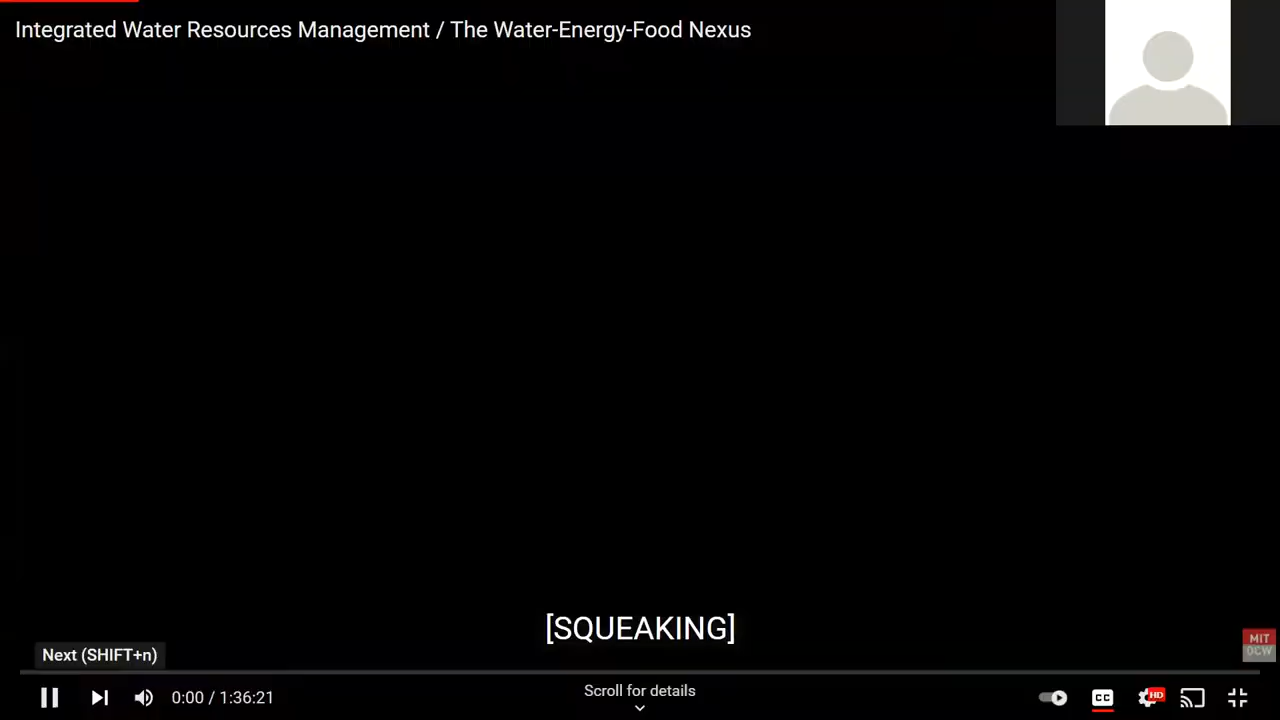 Integrated Water Resources Management / The Water-Energy-Food Nexus
[SQUEAKING]
MIT
OCW
Next (SHIFT+n)
0:00 / 1:36:21
Scroll for details
CC
HD